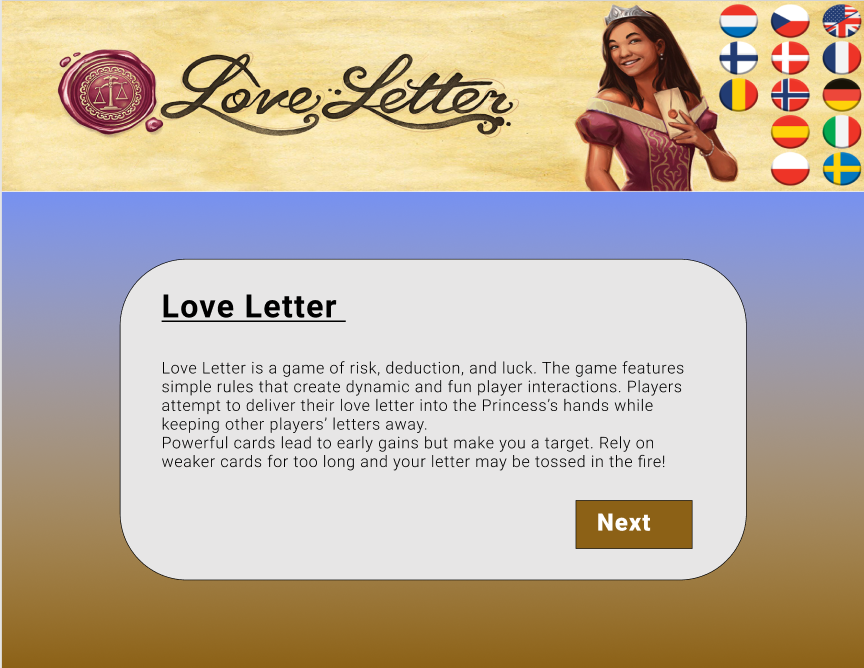 Love Letter
Love Letter
Love Letter is a game of risk, deduction, and luck. The game features
simple rules that create dynamic and fun player interactions. Players
attempt to deliver their love letter into the Princess's hands while
keeping other players' letters away.
Powerful cards lead to early gains but make you a target. Rely on
weaker cards for too long and your letter may be tossed in the fire!
Next